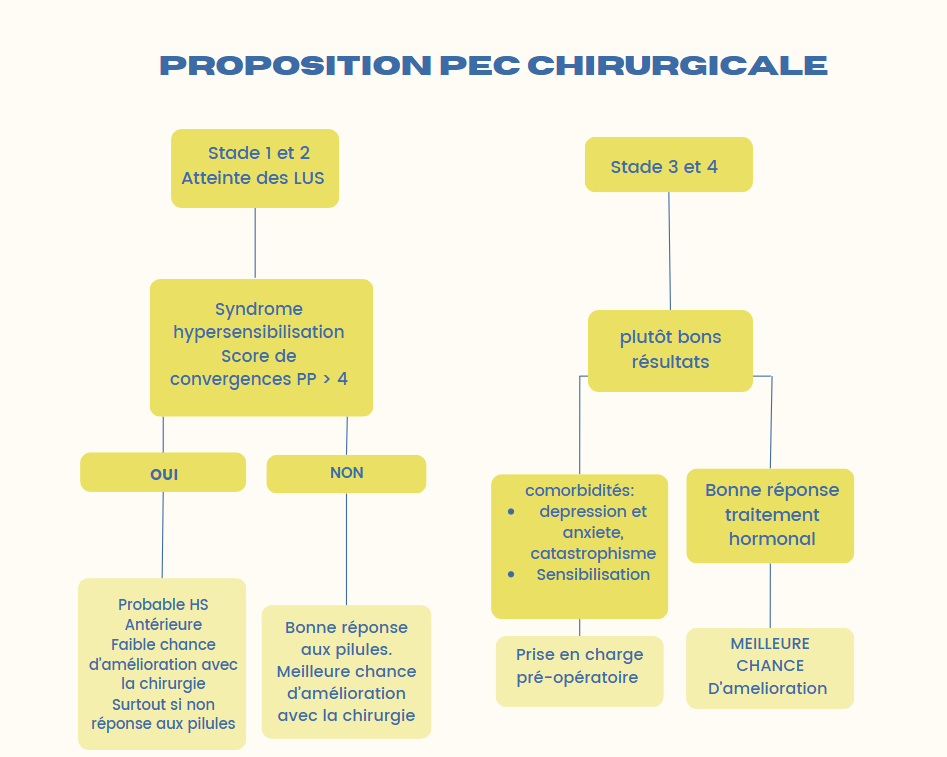 PROPOSITION PEC CHIRURGICALE
Stade 1 et 2
Atteinte des LUS
Syndrome
hypersensibilisation
Score de
convergences PP > 4
OUI
NON
Probable HS
Antérieure
Faible chance
d'amélioration avec
la chirurgie
Surtout si non
réponse aux pilules
Bonne réponse
aux pilules.
Meilleure chance
d'amélioration
avec la chirurgie
Stade 3 et 4
plutôt bons
résultats
comorbidités:
• depression et
anxiete,
catastrophisme
• Sensibilisation
Prise en charge
pré-opératoire
Bonne réponse
traitement
hormonal
MEILLEURE
CHANCE
D'amelioration